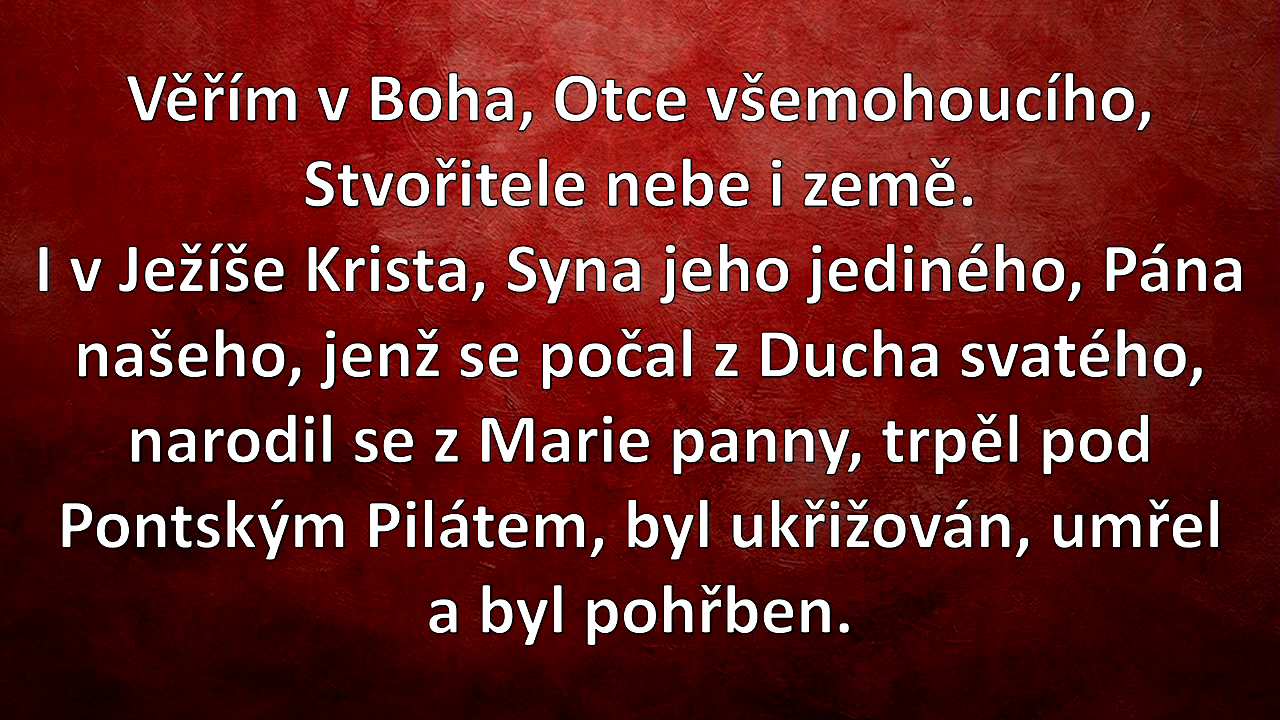 Věřím v Boha, Otce všemohoucího,
Stvořitele nebe i země.
I v Ježíše Krista, Syna jeho jediného, Pána
našeho, jenž se počal z Ducha svatého,
narodil se z Marie panny, trpěl pod
Pontským Pilátem, byl ukřižován, umřel
a byl pohřben.